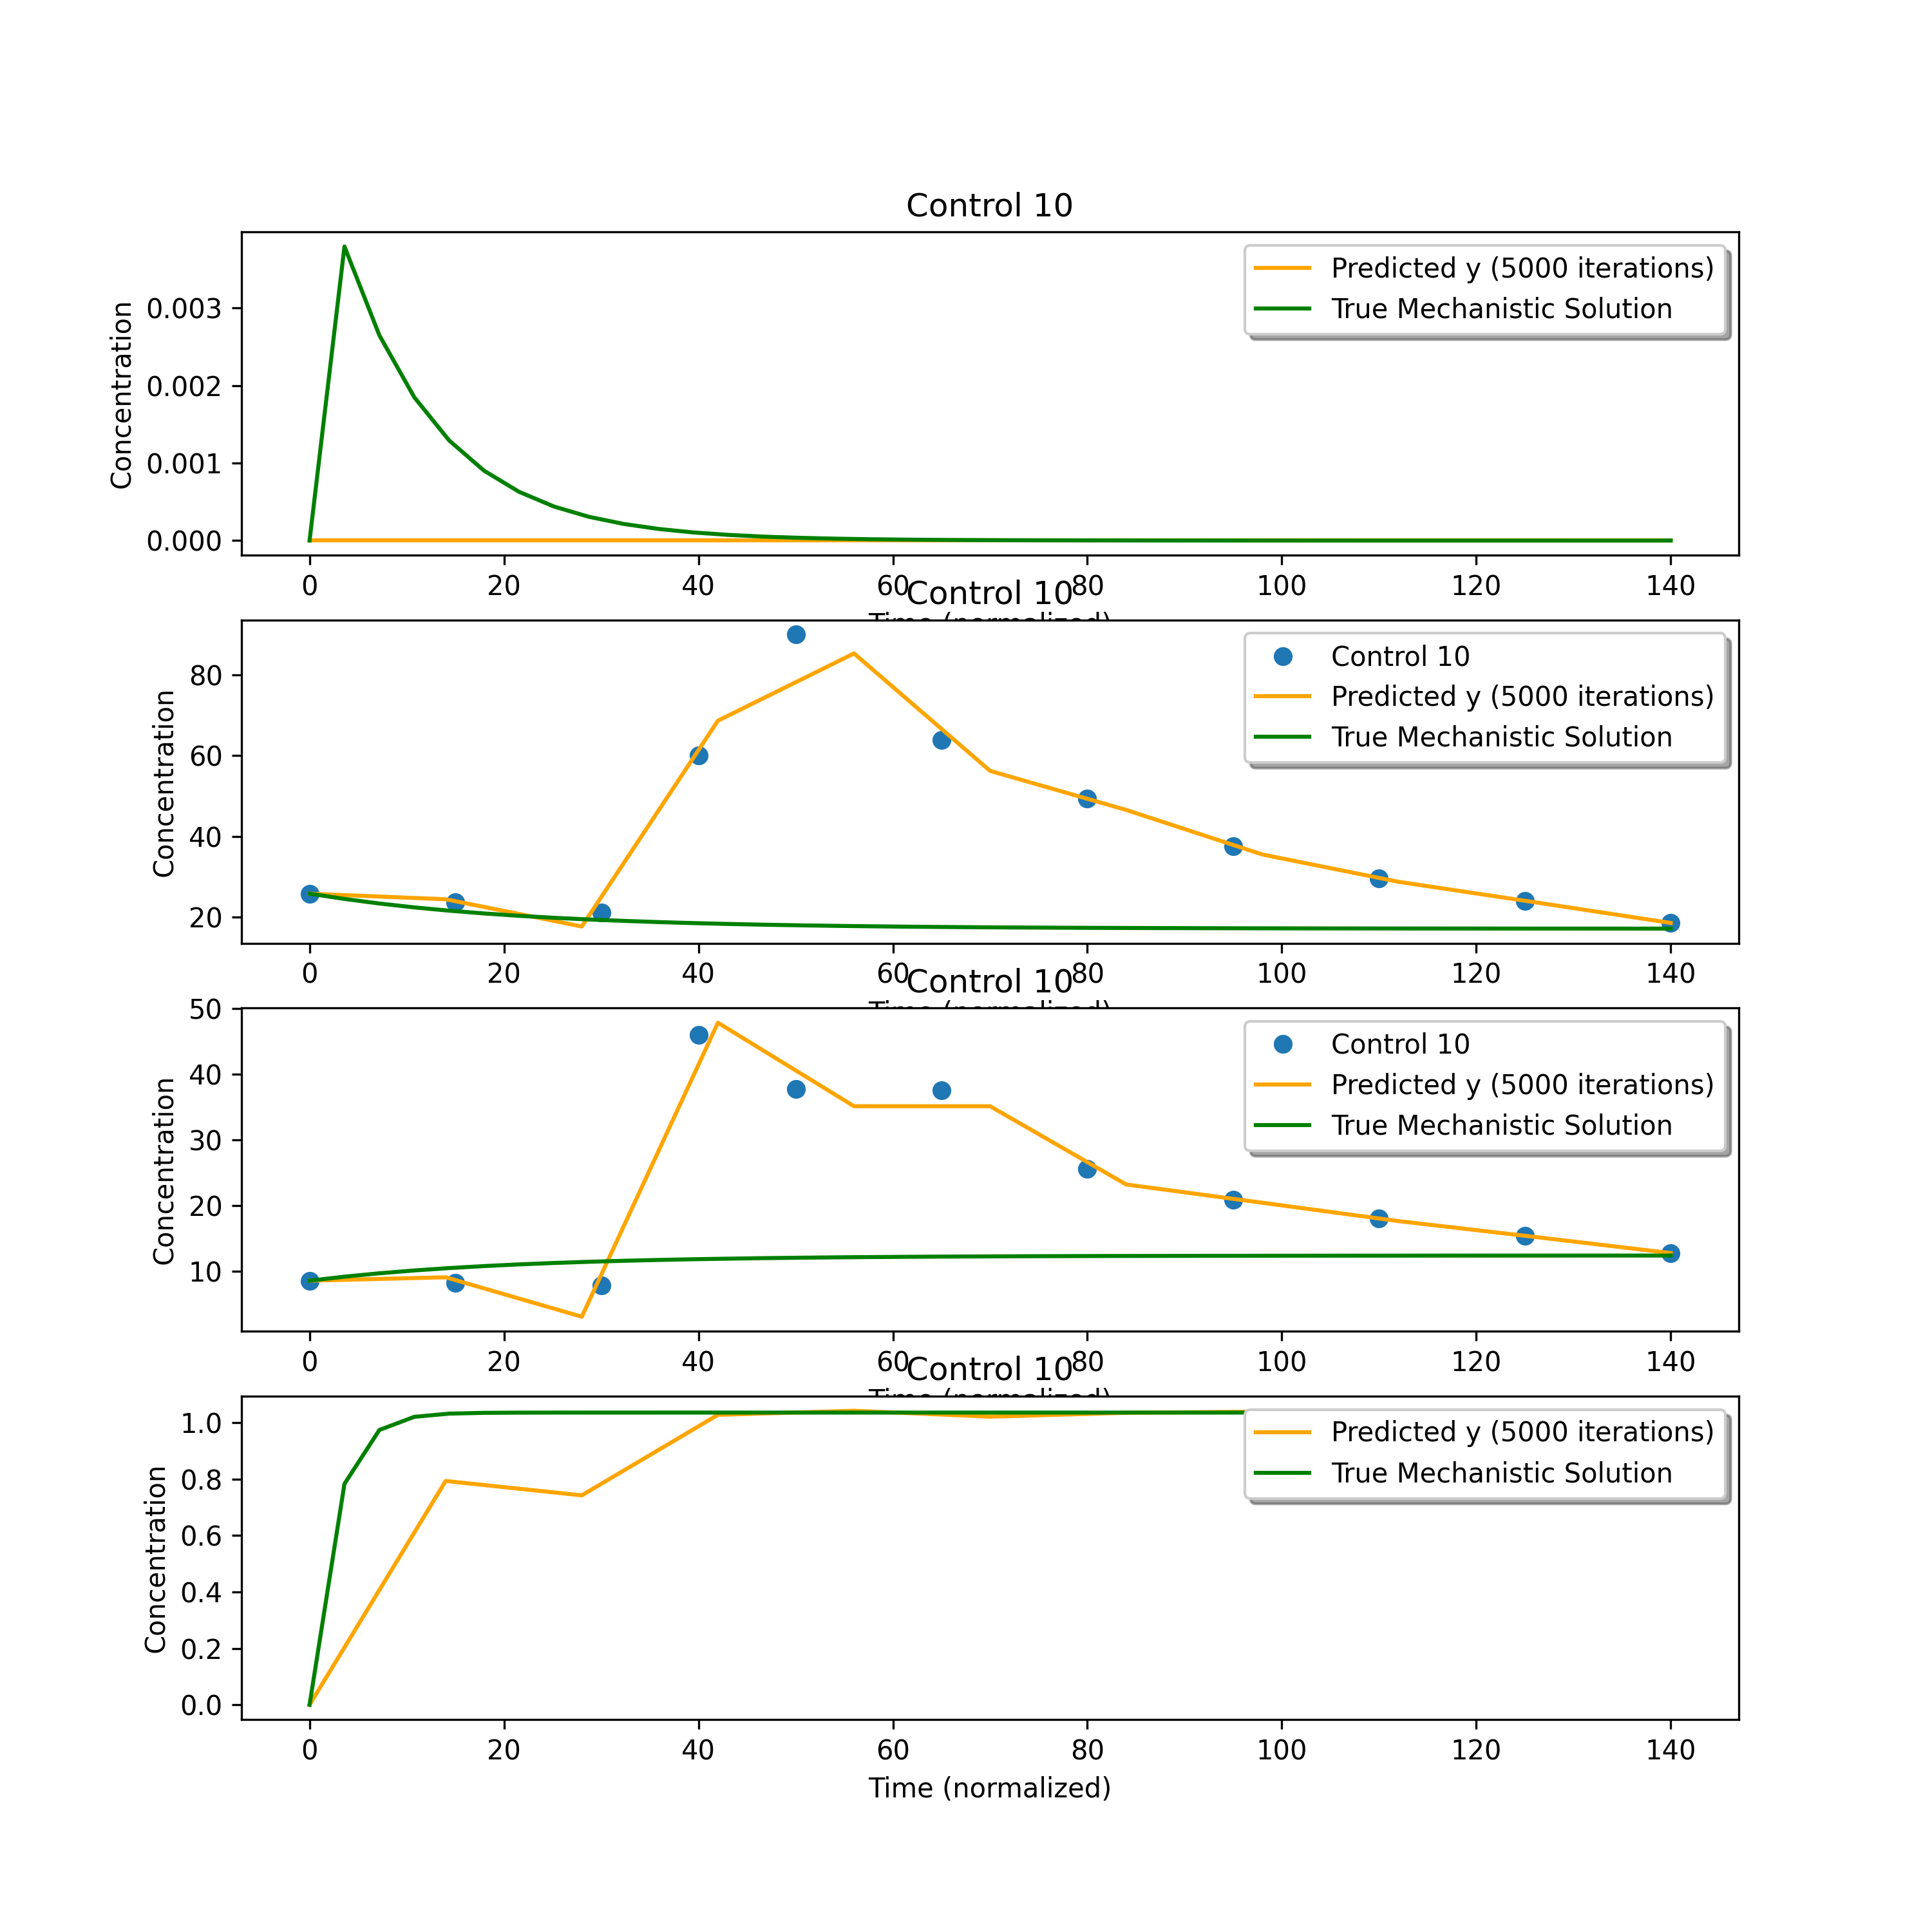 Control 10
Predicted y (5000 iterations)
True Mechanistic Solution
Concentration
0.003
0.002
0.001
0.000
0 20 40 60 80 100 120 140
Control 10
Control 10
Predicted y (5000 iterations)
True Mechanistic Solution
Concentration
80
60
40
20
0 20 40 60 80 100 120 140
Control 10
Control 10
Predicted y (5000 iterations)
True Mechanistic Solution
Concentration
50
40
30
20
10
0 20 40 60 80 100 120 140
Control 10
Predicted y (5000 iterations)
True Mechanistic Solution
Concentration
1.0
0.8
0.6
0.4
0.2
0.0
0 20 40 60 80 100 120 140
Time (normalized)